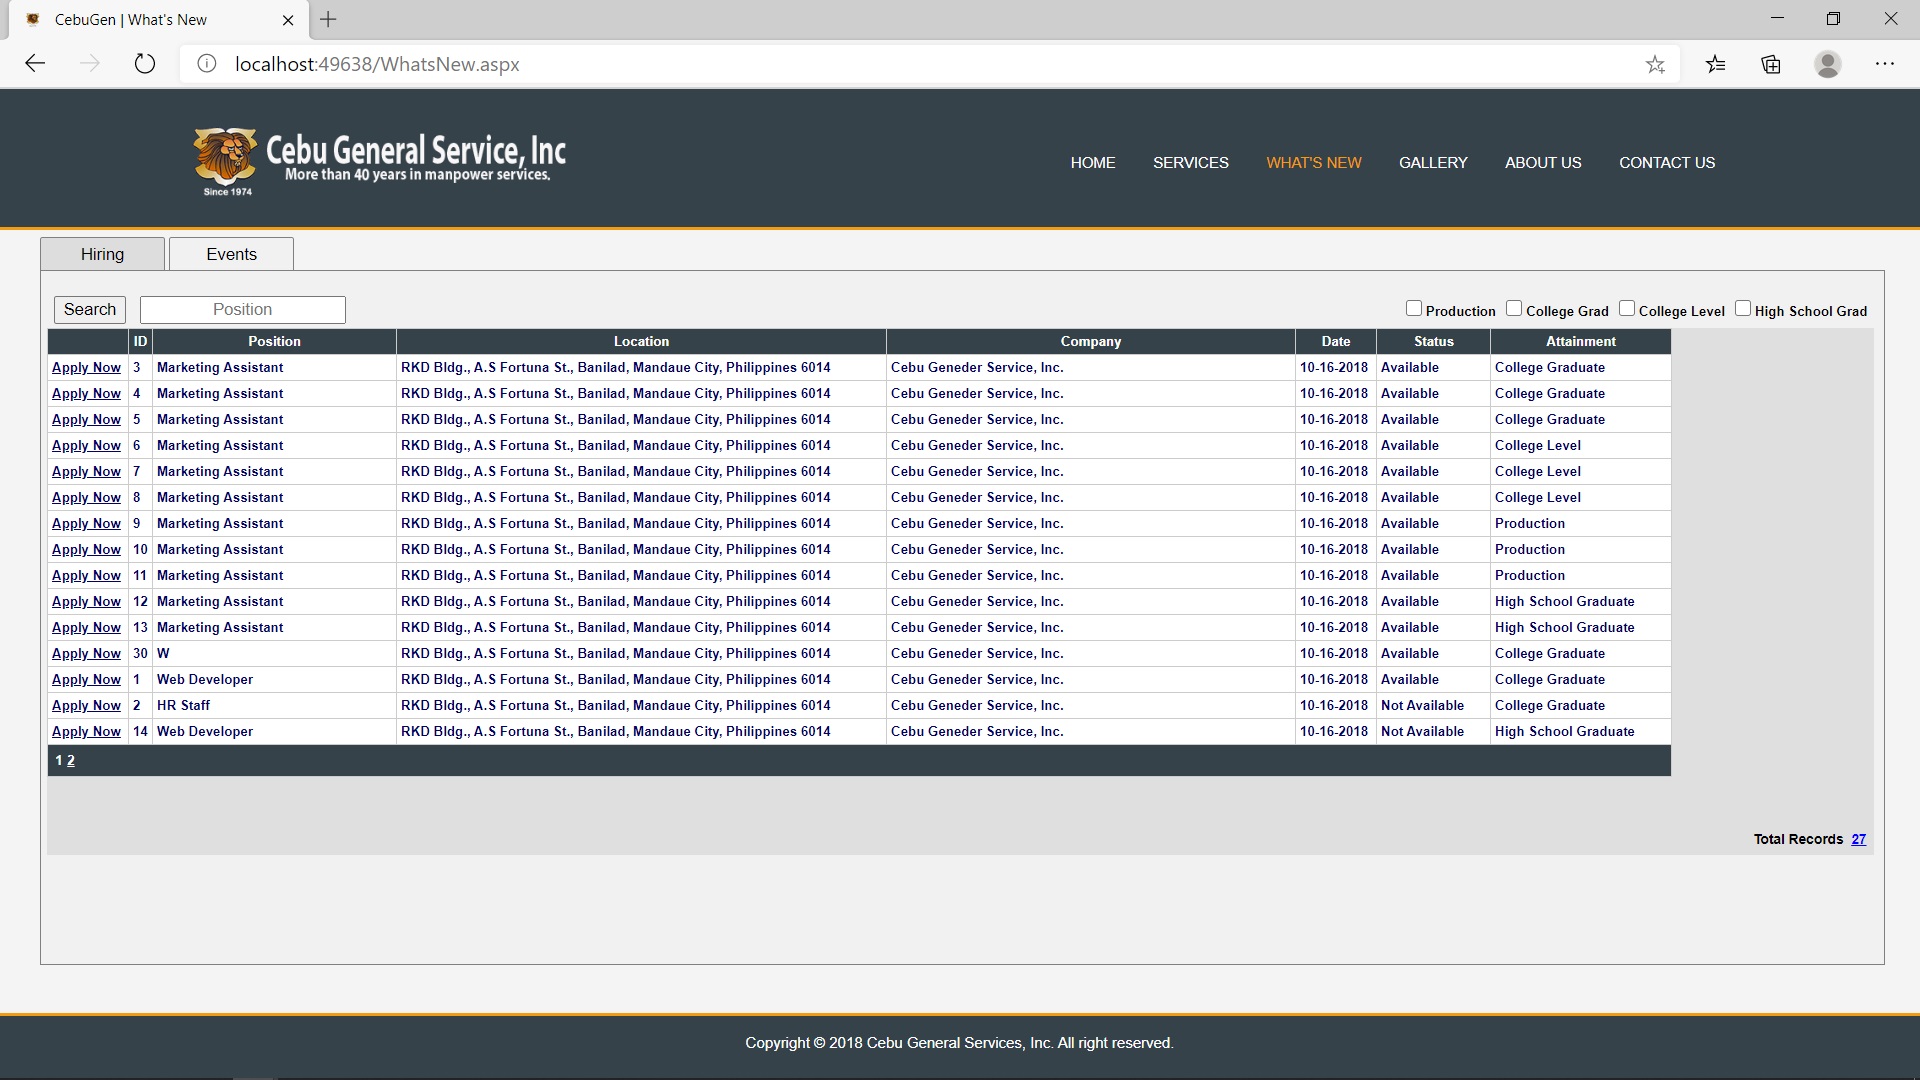 CebuGen | What's New
localhost:49638/WhatsNew.aspx
Cebu General Service, Inc
More than 40 years in manpower services.
Since 1974
HOME SERVICES WHAT'S NEW GALLERY ABOUT US CONTACT US
Hiring Events
Search Position Production College Grad College Level High School Grad
ID Position Location Company Date Status Attainment
Apply Now 3 Marketing Assistant RKD Bldg., A.S Fortuna St., Banilad, Mandaue City, Philippines 6014 Cebu Geneder Service, Inc. 10-16-2018 Available College Graduate
Apply Now 4 Marketing Assistant RKD Bldg., A.S Fortuna St., Banilad, Mandaue City, Philippines 6014 Cebu Geneder Service, Inc. 10-16-2018 Available College Graduate
Apply Now 5 Marketing Assistant RKD Bldg., A.S Fortuna St., Banilad, Mandaue City, Philippines 6014 Cebu Geneder Service, Inc. 10-16-2018 Available College Graduate
Apply Now 6 Marketing Assistant RKD Bldg., A.S Fortuna St., Banilad, Mandaue City, Philippines 6014 Cebu Geneder Service, Inc. 10-16-2018 Available College Level
Apply Now 7 Marketing Assistant RKD Bldg., A.S Fortuna St., Banilad, Mandaue City, Philippines 6014 Cebu Geneder Service, Inc. 10-16-2018 Available College Level
Apply Now 8 Marketing Assistant RKD Bldg., A.S Fortuna St., Banilad, Mandaue City, Philippines 6014 Cebu Geneder Service, Inc. 10-16-2018 Available College Level
Apply Now 9 Marketing Assistant RKD Bldg., A.S Fortuna St., Banilad, Mandaue City, Philippines 6014 Cebu Geneder Service, Inc. 10-16-2018 Available Production
Apply Now 10 Marketing Assistant RKD Bldg., A.S Fortuna St., Banilad, Mandaue City, Philippines 6014 Cebu Geneder Service, Inc. 10-16-2018 Available Production
Apply Now 11 Marketing Assistant RKD Bldg., A.S Fortuna St., Banilad, Mandaue City, Philippines 6014 Cebu Geneder Service, Inc. 10-16-2018 Available Production
Apply Now 12 Marketing Assistant RKD Bldg., A.S Fortuna St., Banilad, Mandaue City, Philippines 6014 Cebu Geneder Service, Inc. 10-16-2018 Available High School Graduate
Apply Now 13 Marketing Assistant RKD Bldg., A.S Fortuna St., Banilad, Mandaue City, Philippines 6014 Cebu Geneder Service, Inc. 10-16-2018 Available High School Graduate
Apply Now 30 W RKD Bldg., A.S Fortuna St., Banilad, Mandaue City, Philippines 6014 Cebu Geneder Service, Inc. 10-16-2018 Available College Graduate
Apply Now 1 Web Developer RKD Bldg., A.S Fortuna St., Banilad, Mandaue City, Philippines 6014 Cebu Geneder Service, Inc. 10-16-2018 Available College Graduate
Apply Now 2 HR Staff RKD Bldg., A.S Fortuna St., Banilad, Mandaue City, Philippines 6014 Cebu Geneder Service, Inc. 10-16-2018 Not Available College Graduate
Apply Now 14 Web Developer RKD Bldg., A.S Fortuna St., Banilad, Mandaue City, Philippines 6014 Cebu Geneder Service, Inc. 10-16-2018 Not Available High School Graduate
1 2
Total Records 27
Copyright © 2018 Cebu General Services, Inc. All right reserved.